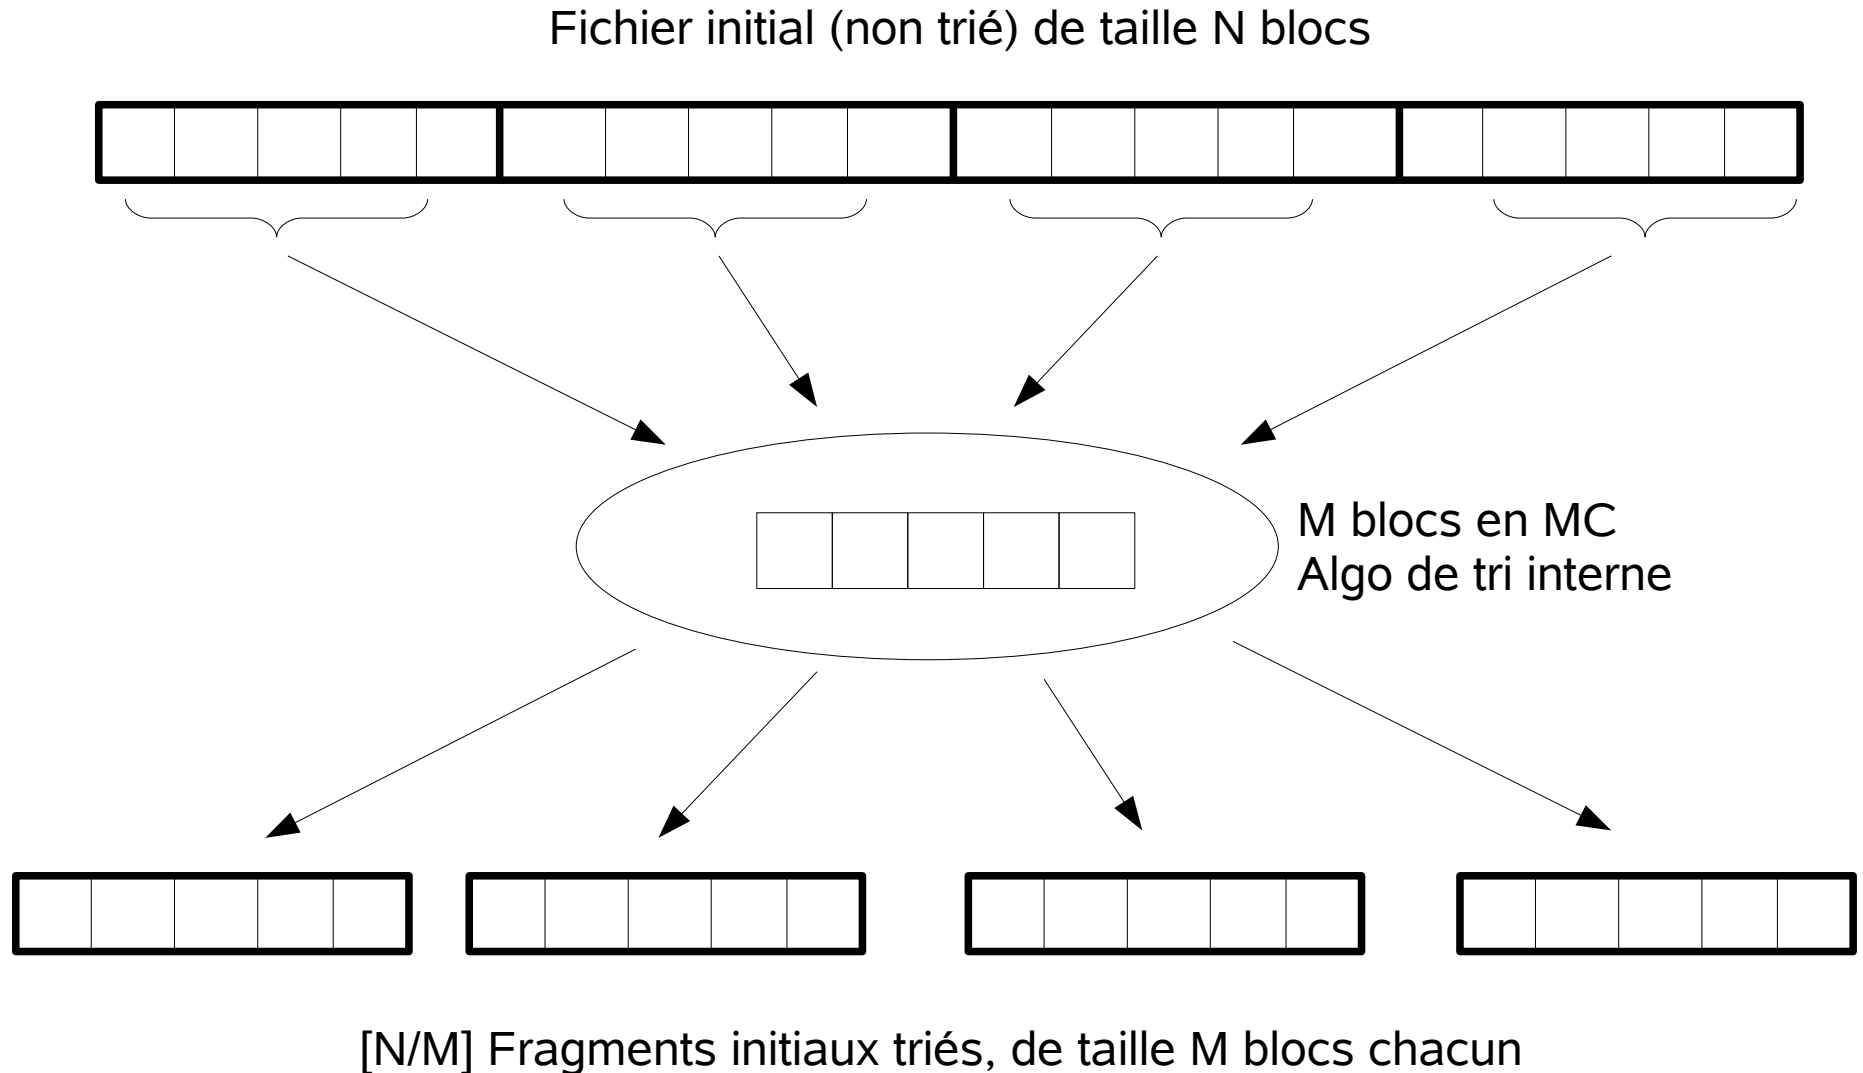 Fichier initial (non trié) de taille N blocs
M blocs en MC
Algo de tri interne
[N/M] Fragments initiaux triés, de taille M blocs chacun